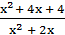 x² + 4x + 4
x² + 2x